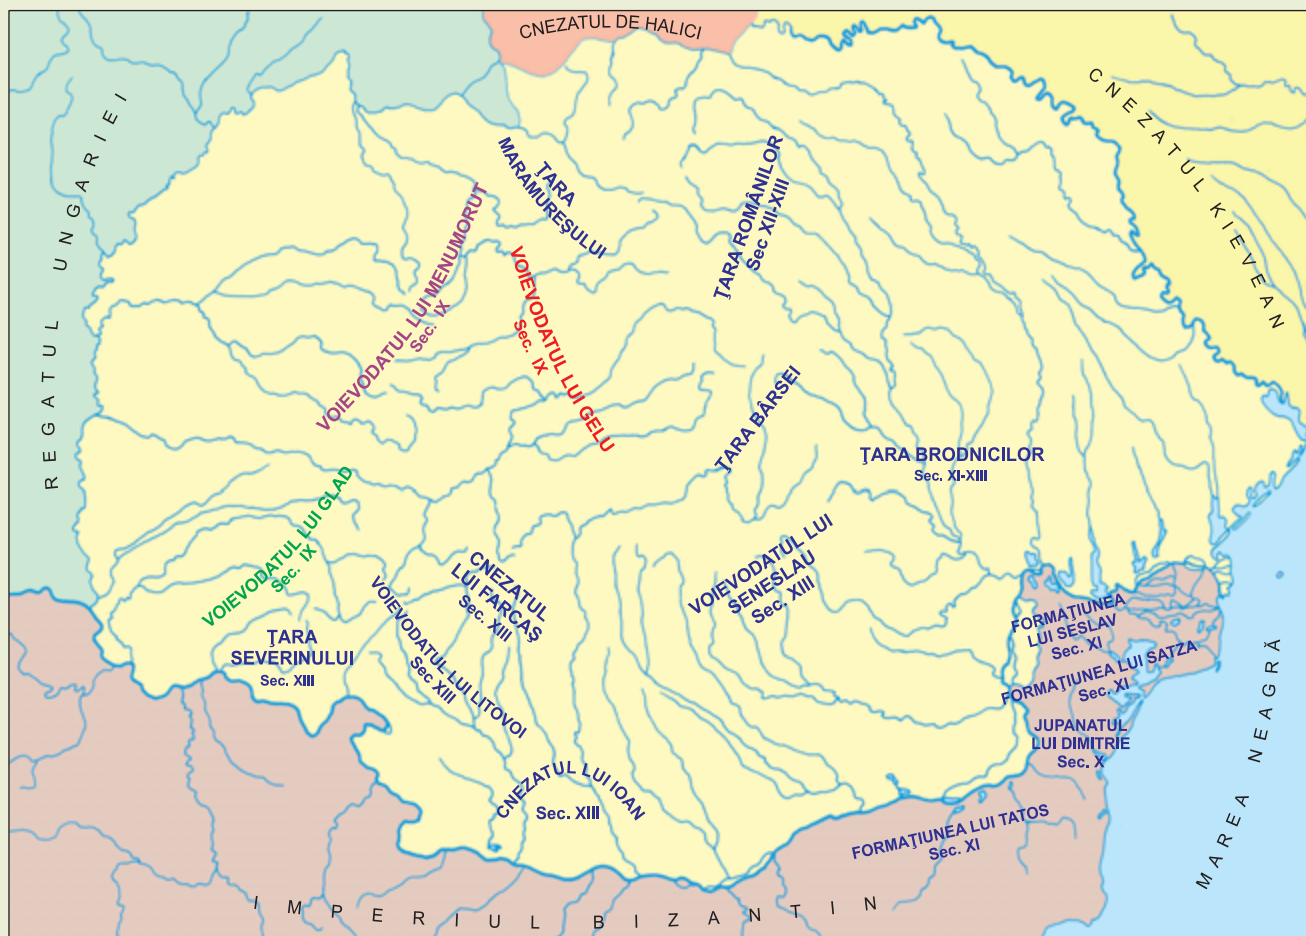 CNEZATUL DE HALICI
CNEZATUL KIEVEAN
REGATUL UNGARIEI
ŢARA
MARAMUREŞULUI
ŢARA ROMÂNILOR
Sec XII-XIII
VOIEVODATUL LUI MENUMORUT
Sec. IX
VOIEVODATUL LUI GELU
Sec. IX
ŢARA BÂRSEI
ŢARA BRODNICILOR
Sec. XI-XIII
VOIEVODATUL LUI GLAD
Sec. IX
CNEZATUL
LUI FARCAŞ
Sec. XIII
VOIEVODATUL LUI
SENESLAU
Sec. XIII
ŢARA
SEVERINULUI
Sec. XIII
VOIEVODATUL LUI LITOVOI
Sec. XIII
FORMAŢIUNEA
LUI SESLAV
Sec. XI
FORMAŢIUNEA LUI SATZA
Sec. XI
JUPANATUL
LUI DIMITRIE
Sec. X
CNEZATUL LUI IOAN
Sec. XIII
FORMAŢIUNEA LUI TATOS
Sec. XI
MAREA NEAGRĂ
IMPERIUL BIZANTIN